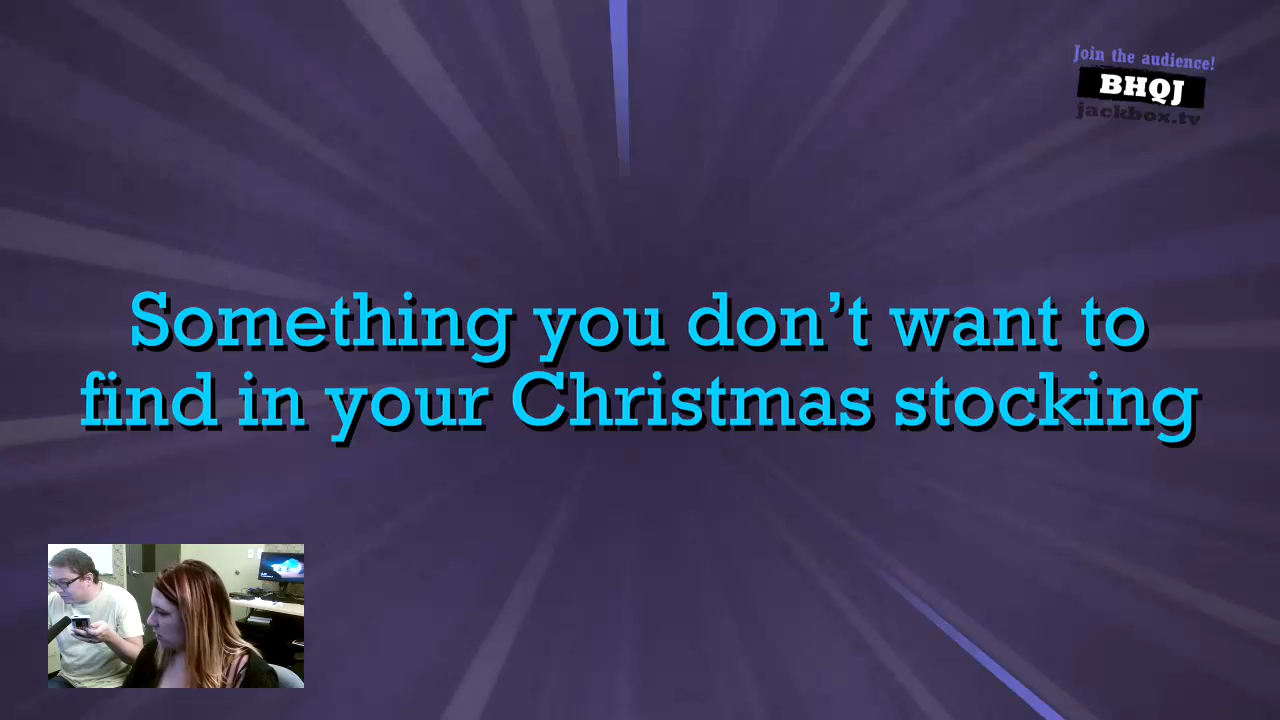 Join the audience!
BHQJ
jackbox.tv
Something you don't want to
find in your Christmas stocking